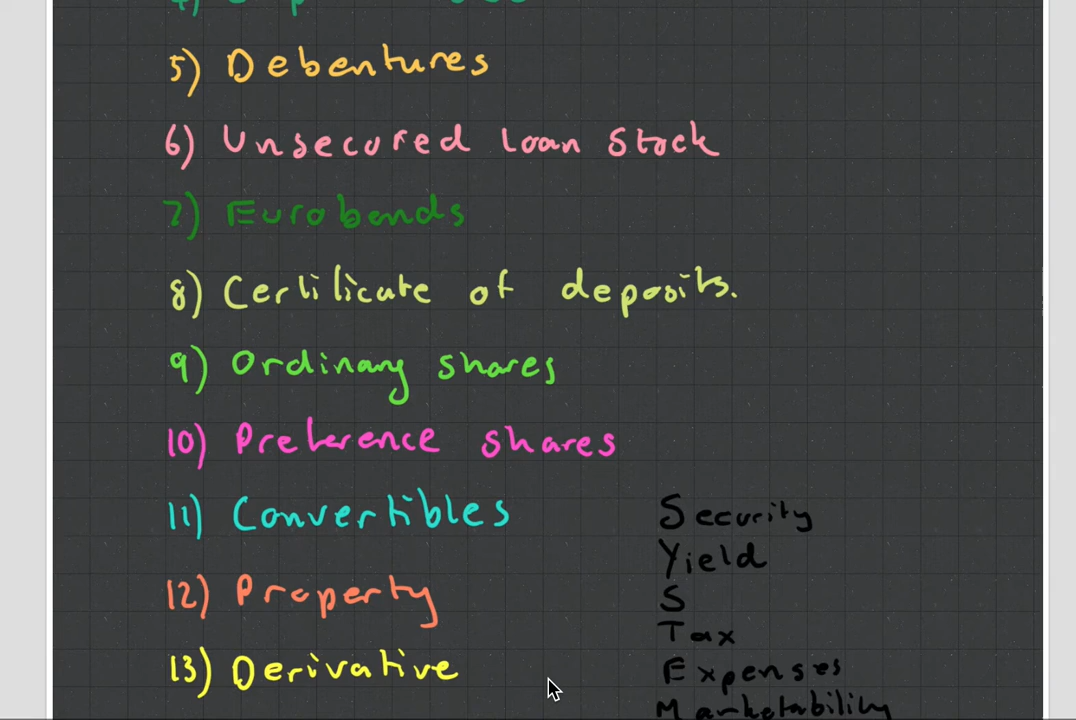 5) Debentures
6) Unsecured loan stock
7) Eurobonds
8) Certificate of deposits.
9) Ordinary shares
10) Preference shares
11) Convertibles
12) Property
13) Derivative
Security
Yield
S
Tax
Expenses
Marketability